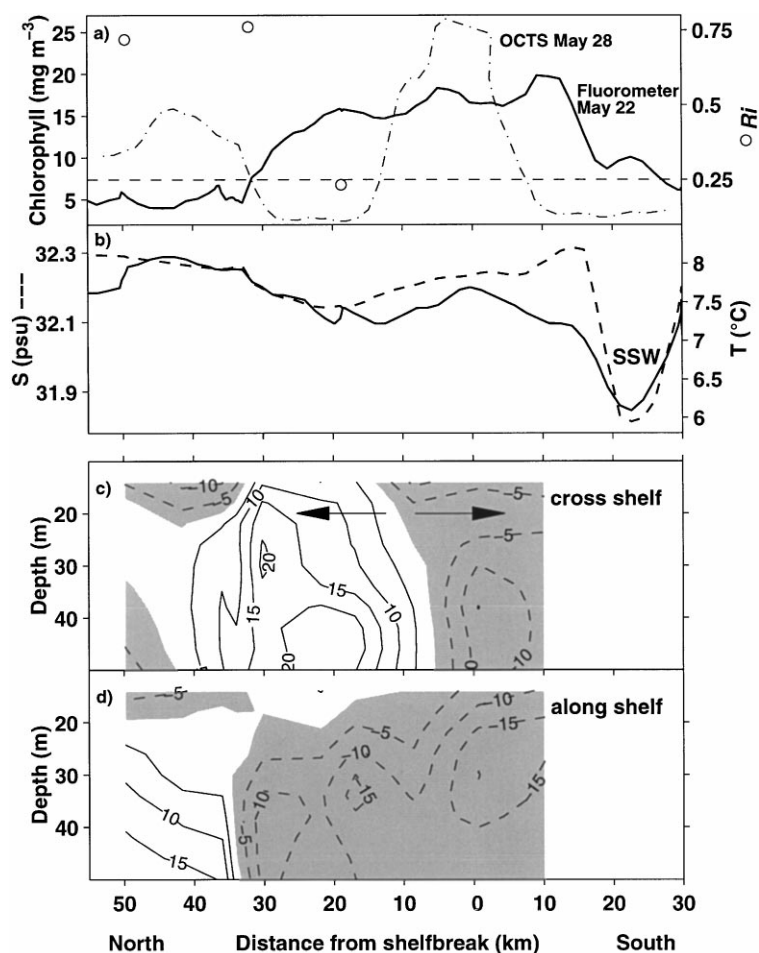 a)
OCTS May 28
Fluorometer
May 22
Chlorophyll (mg m⁻³)
25
20
15
10
5
0.75
0.5
0.25
○ Ri
b)
SSW
S (psu) ---
32.3
32.1
31.9
8
7.5
7
6.5
6
T (°C)
c)
cross shelf
Depth (m)
20
40
-10
-5
10
20
15
10
20
-5
-5
-10
0
d)
along shelf
Depth (m)
20
40
-5
10
15
-5
-10
-15
-10
-15
10
5
15
50 40 30 20 10 0 10 20 30
North Distance from shelfbreak (km) South